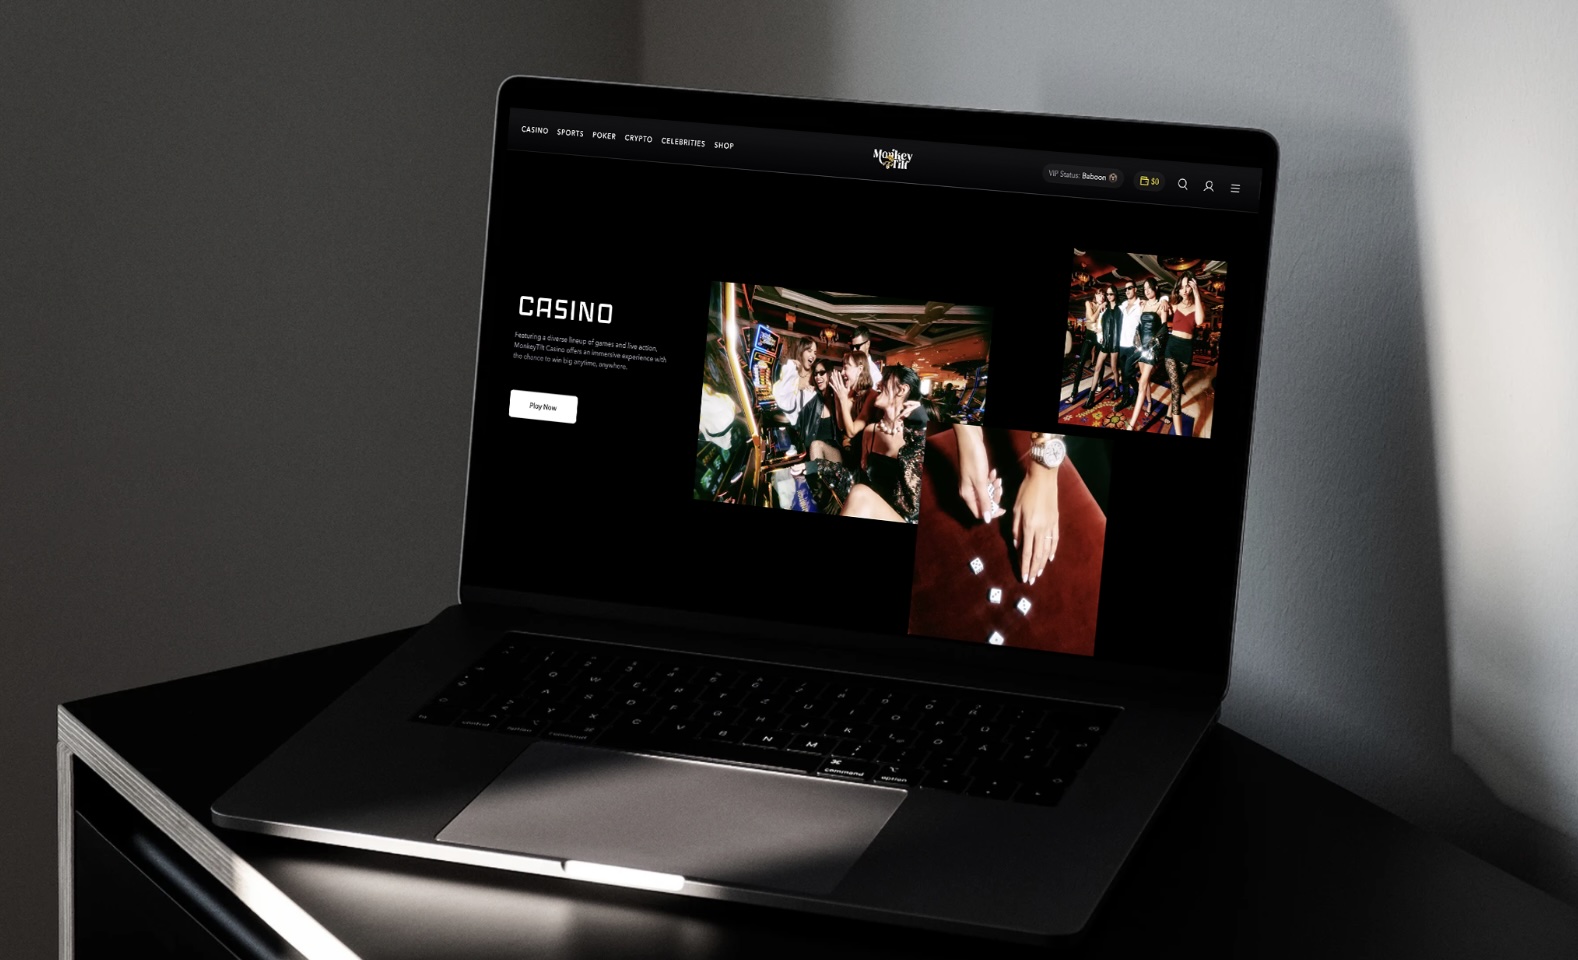 CASINO SPORTS POKER CRYPTO CELEBRITIES SHOP
Monkey
Tilt
VIP Status: Baboon
$0
CASINO
Featuring a diverse lineup of games and live action,
MonkeyTilt Casino offers an immersive experience with
the chance to win big anytime, anywhere.
Play Now
N M
command option